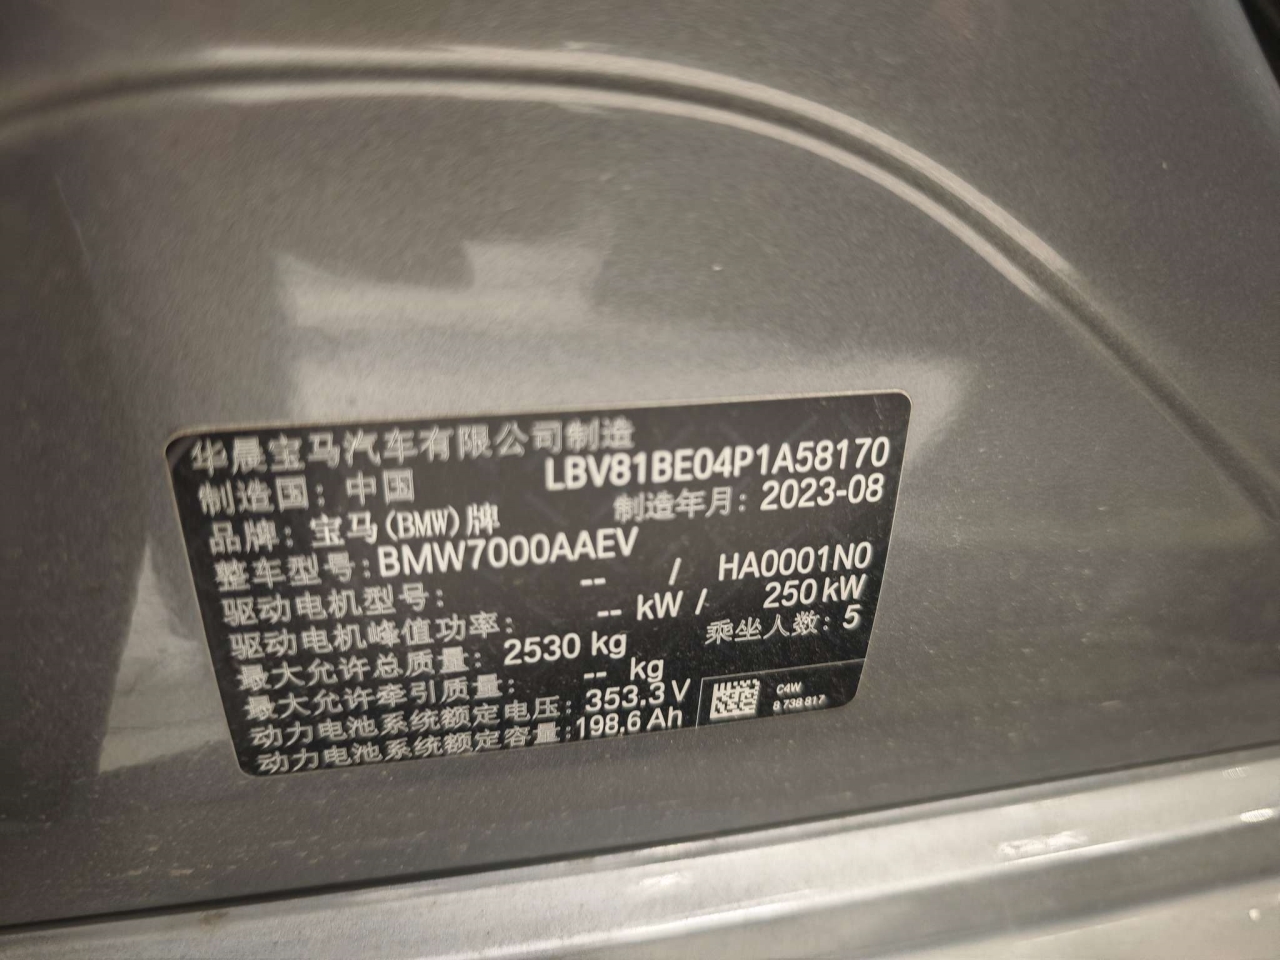 华晨宝马汽车有限公司制造
LBV81BE04P1A58170
制造国: 中国
制造年月: 2023-08
品牌: 宝马(BMW)牌
整车型号: BMW7000AAEV
驱动电机型号: -- / HA0001N0
驱动电机峰值功率: -- kW / 250 kW
最大允许总质量: 2530 kg 乘坐人数: 5
最大允许牵引质量: -- kg
动力电池系统额定电压: 353.3 V
动力电池系统额定容量: 198.6 Ah
C4W
8 738 817